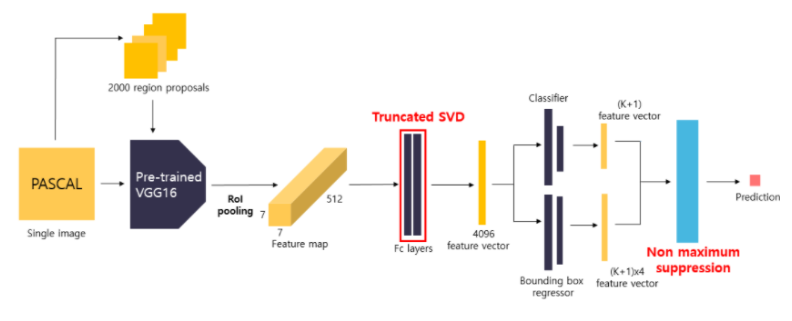 2000 region proposals
PASCAL
Single image
Pre-trained
VGG16
RoI
pooling
7
7
512
Feature map
Truncated SVD
Fc layers
4096
feature vector
Classifier
Bounding box
regressor
(K+1)
feature vector
(K+1)x4
feature vector
Non maximum
suppression
Prediction